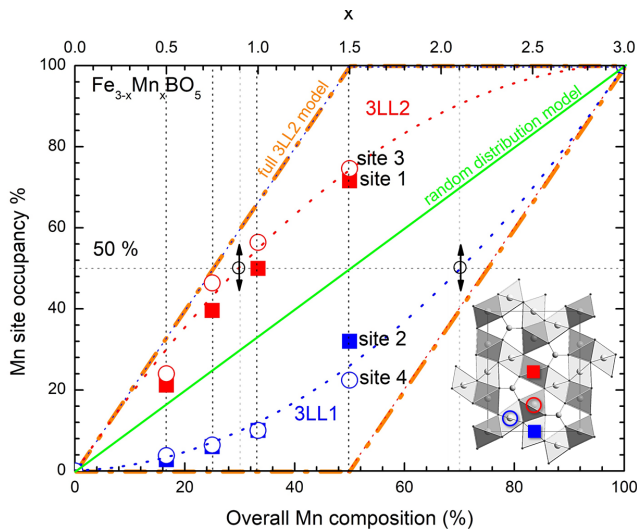 x
0.0 0.5 1.0 1.5 2.0 2.5 3.0
Fe3-xMnxBO5
full 3LL2 model
3LL2
random distribution model
site 3
site 1
50 %
site 2
site 4
3LL1
Mn site occupancy %
100
80
60
40
20
0
0 20 40 60 80 100
Overall Mn composition (%)